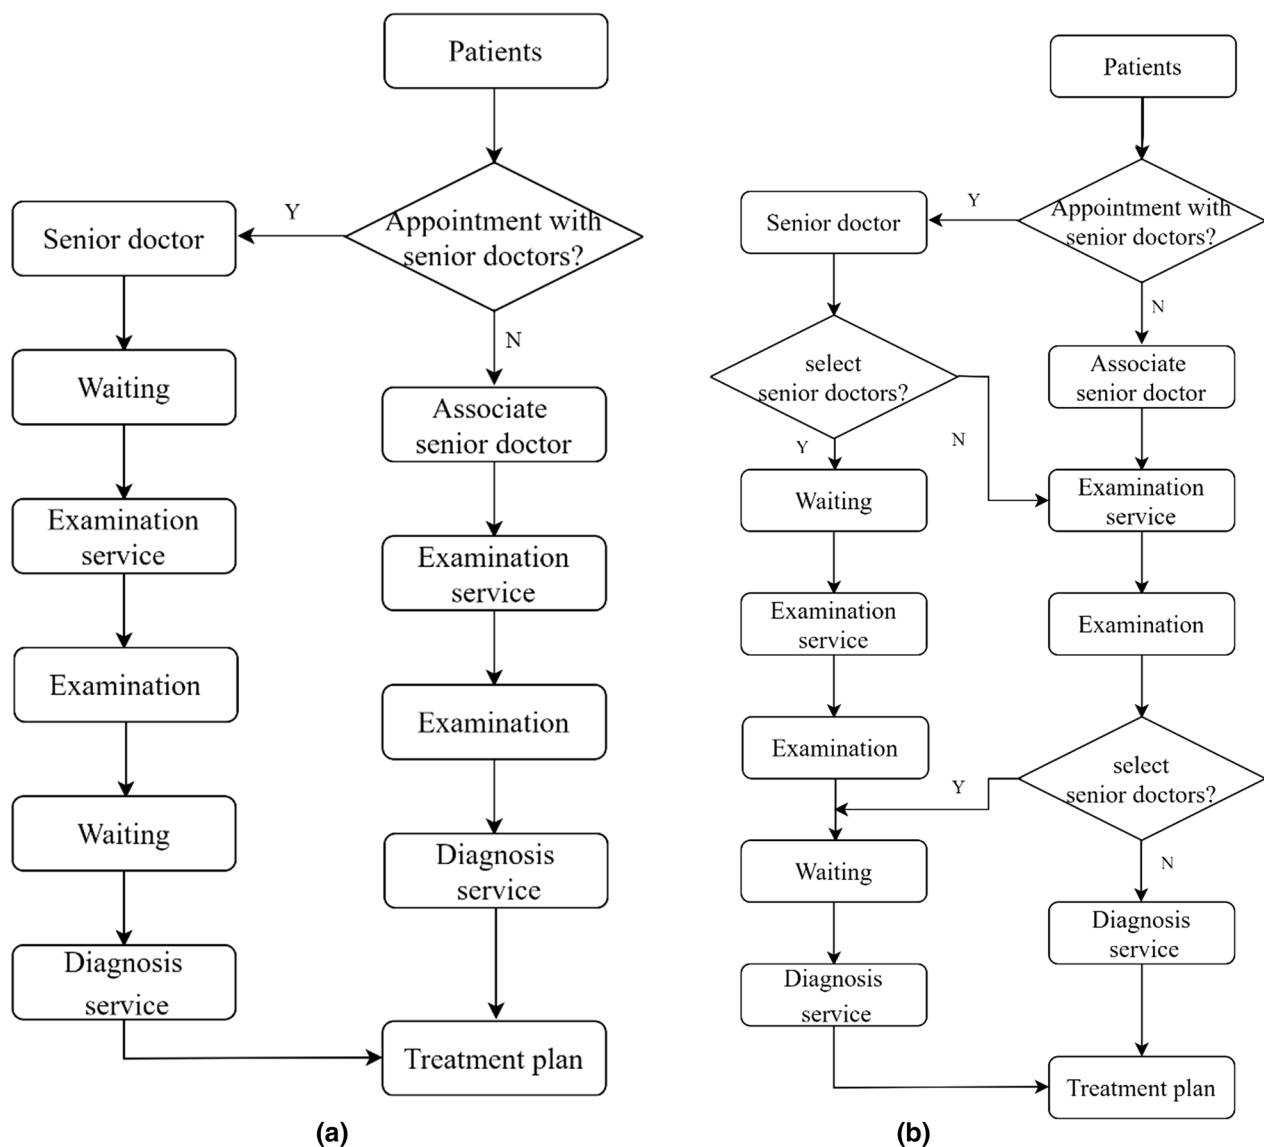 Patients
Appointment with
senior doctors?
Y
N
Senior doctor
Waiting
Examination
service
Examination
Waiting
Diagnosis
service
Associate
senior doctor
Examination
service
Examination
Diagnosis
service
Treatment plan
(a)
Patients
Appointment with
senior doctors?
Y
N
Senior doctor
select
senior doctors?
Y
N
Waiting
Examination
service
Examination
Waiting
Diagnosis
service
Associate
senior doctor
Examination
service
Examination
select
senior doctors?
Y
N
Diagnosis
service
Treatment plan
(b)